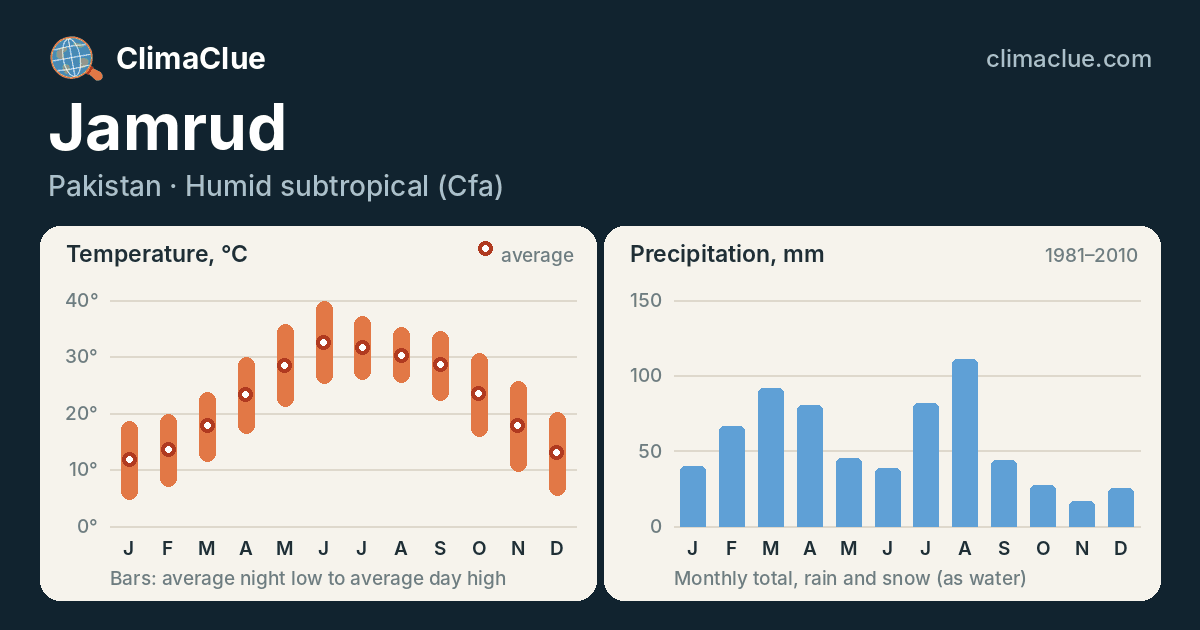 ClimaClue
climaclue.com
Jamrud
Pakistan · Humid subtropical (Cfa)
Temperature, °C
average
40°
30°
20°
10°
0°
J F M A M J J A S O N D
Bars: average night low to average day high
Precipitation, mm
1981–2010
150
100
50
0
J F M A M J J A S O N D
Monthly total, rain and snow (as water)